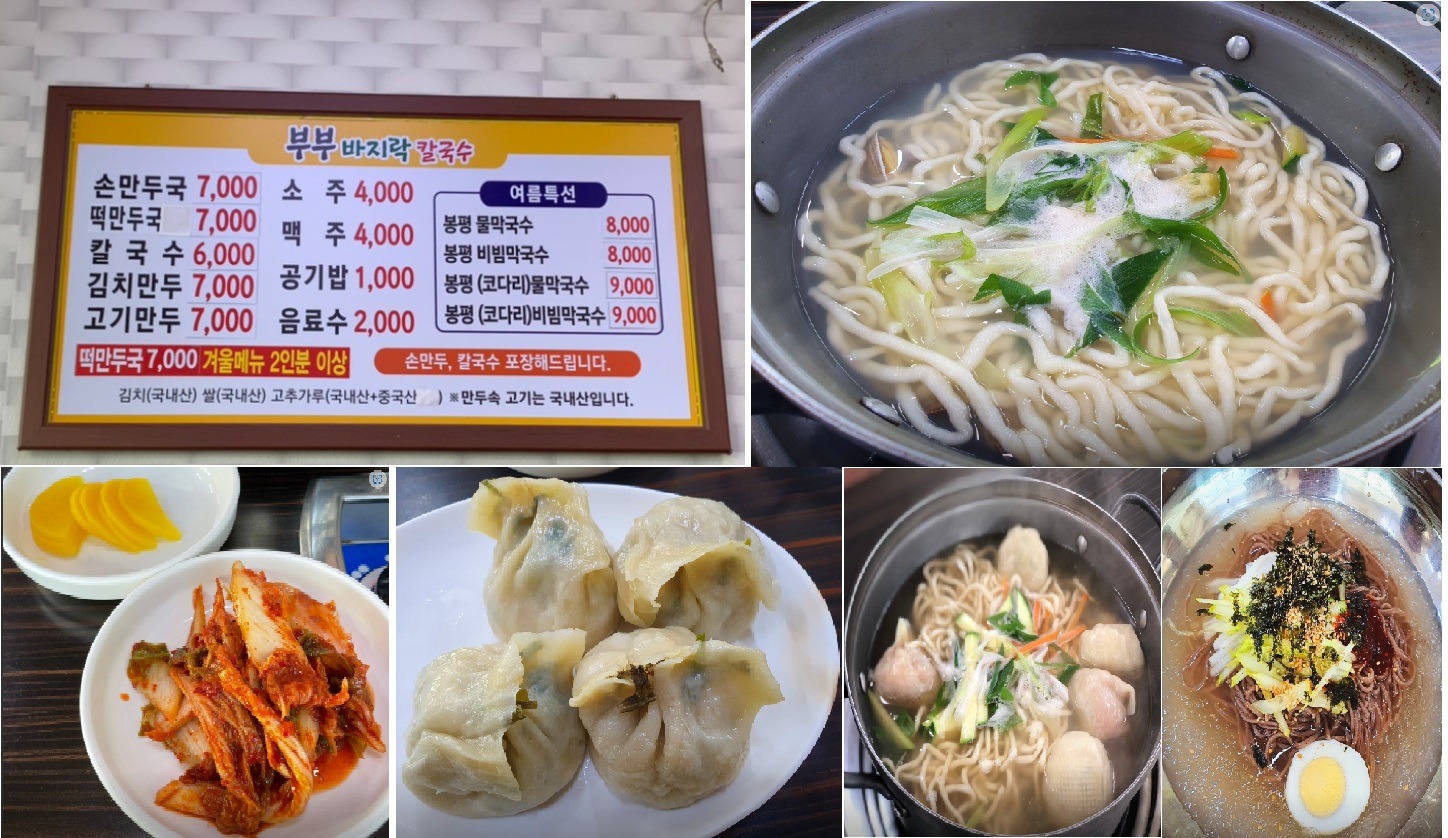 부부 바지락 칼국수
손만두국 7,000
떡만두국 7,000
칼국수 6,000
김치만두 7,000
고기만두 7,000
소주 4,000
맥주 4,000
공기밥 1,000
음료수 2,000
여름특선
봉평 물막국수 8,000
봉평 비빔막국수 8,000
봉평 (코다리)물막국수 9,000
봉평 (코다리)비빔막국수 9,000
떡만두국 7,000 겨울메뉴 2인분 이상
손만두, 칼국수 포장해드립니다.
김치(국내산) 쌀(국내산) 고추가루(국내산+중국산 ) ※만두속 고기는 국내산입니다.